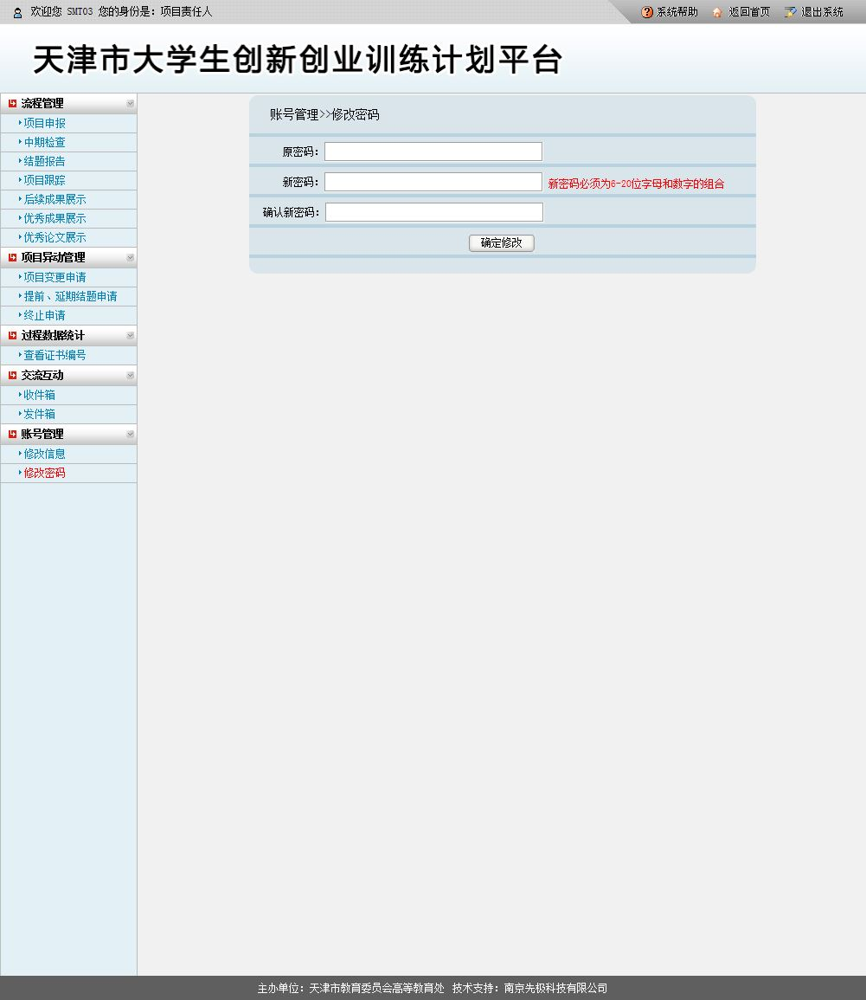 欢迎您 SMT03 您的身份是：项目责任人
系统帮助 返回首页 退出系统
天津市大学生创新创业训练计划平台
流程管理
项目申报
中期检查
结题报告
项目跟踪
后续成果展示
优秀成果展示
优秀论文展示
项目异动管理
项目变更申请
提前、延期结题申请
终止申请
过程数据统计
查看证书编号
交流互动
收件箱
发件箱
账号管理
修改信息
修改密码
账号管理>>修改密码
原密码：
新密码： 新密码必须为6-20位字母和数字的组合
确认新密码：
确定修改
主办单位：天津市教育委员会高等教育处 技术支持：南京先极科技有限公司